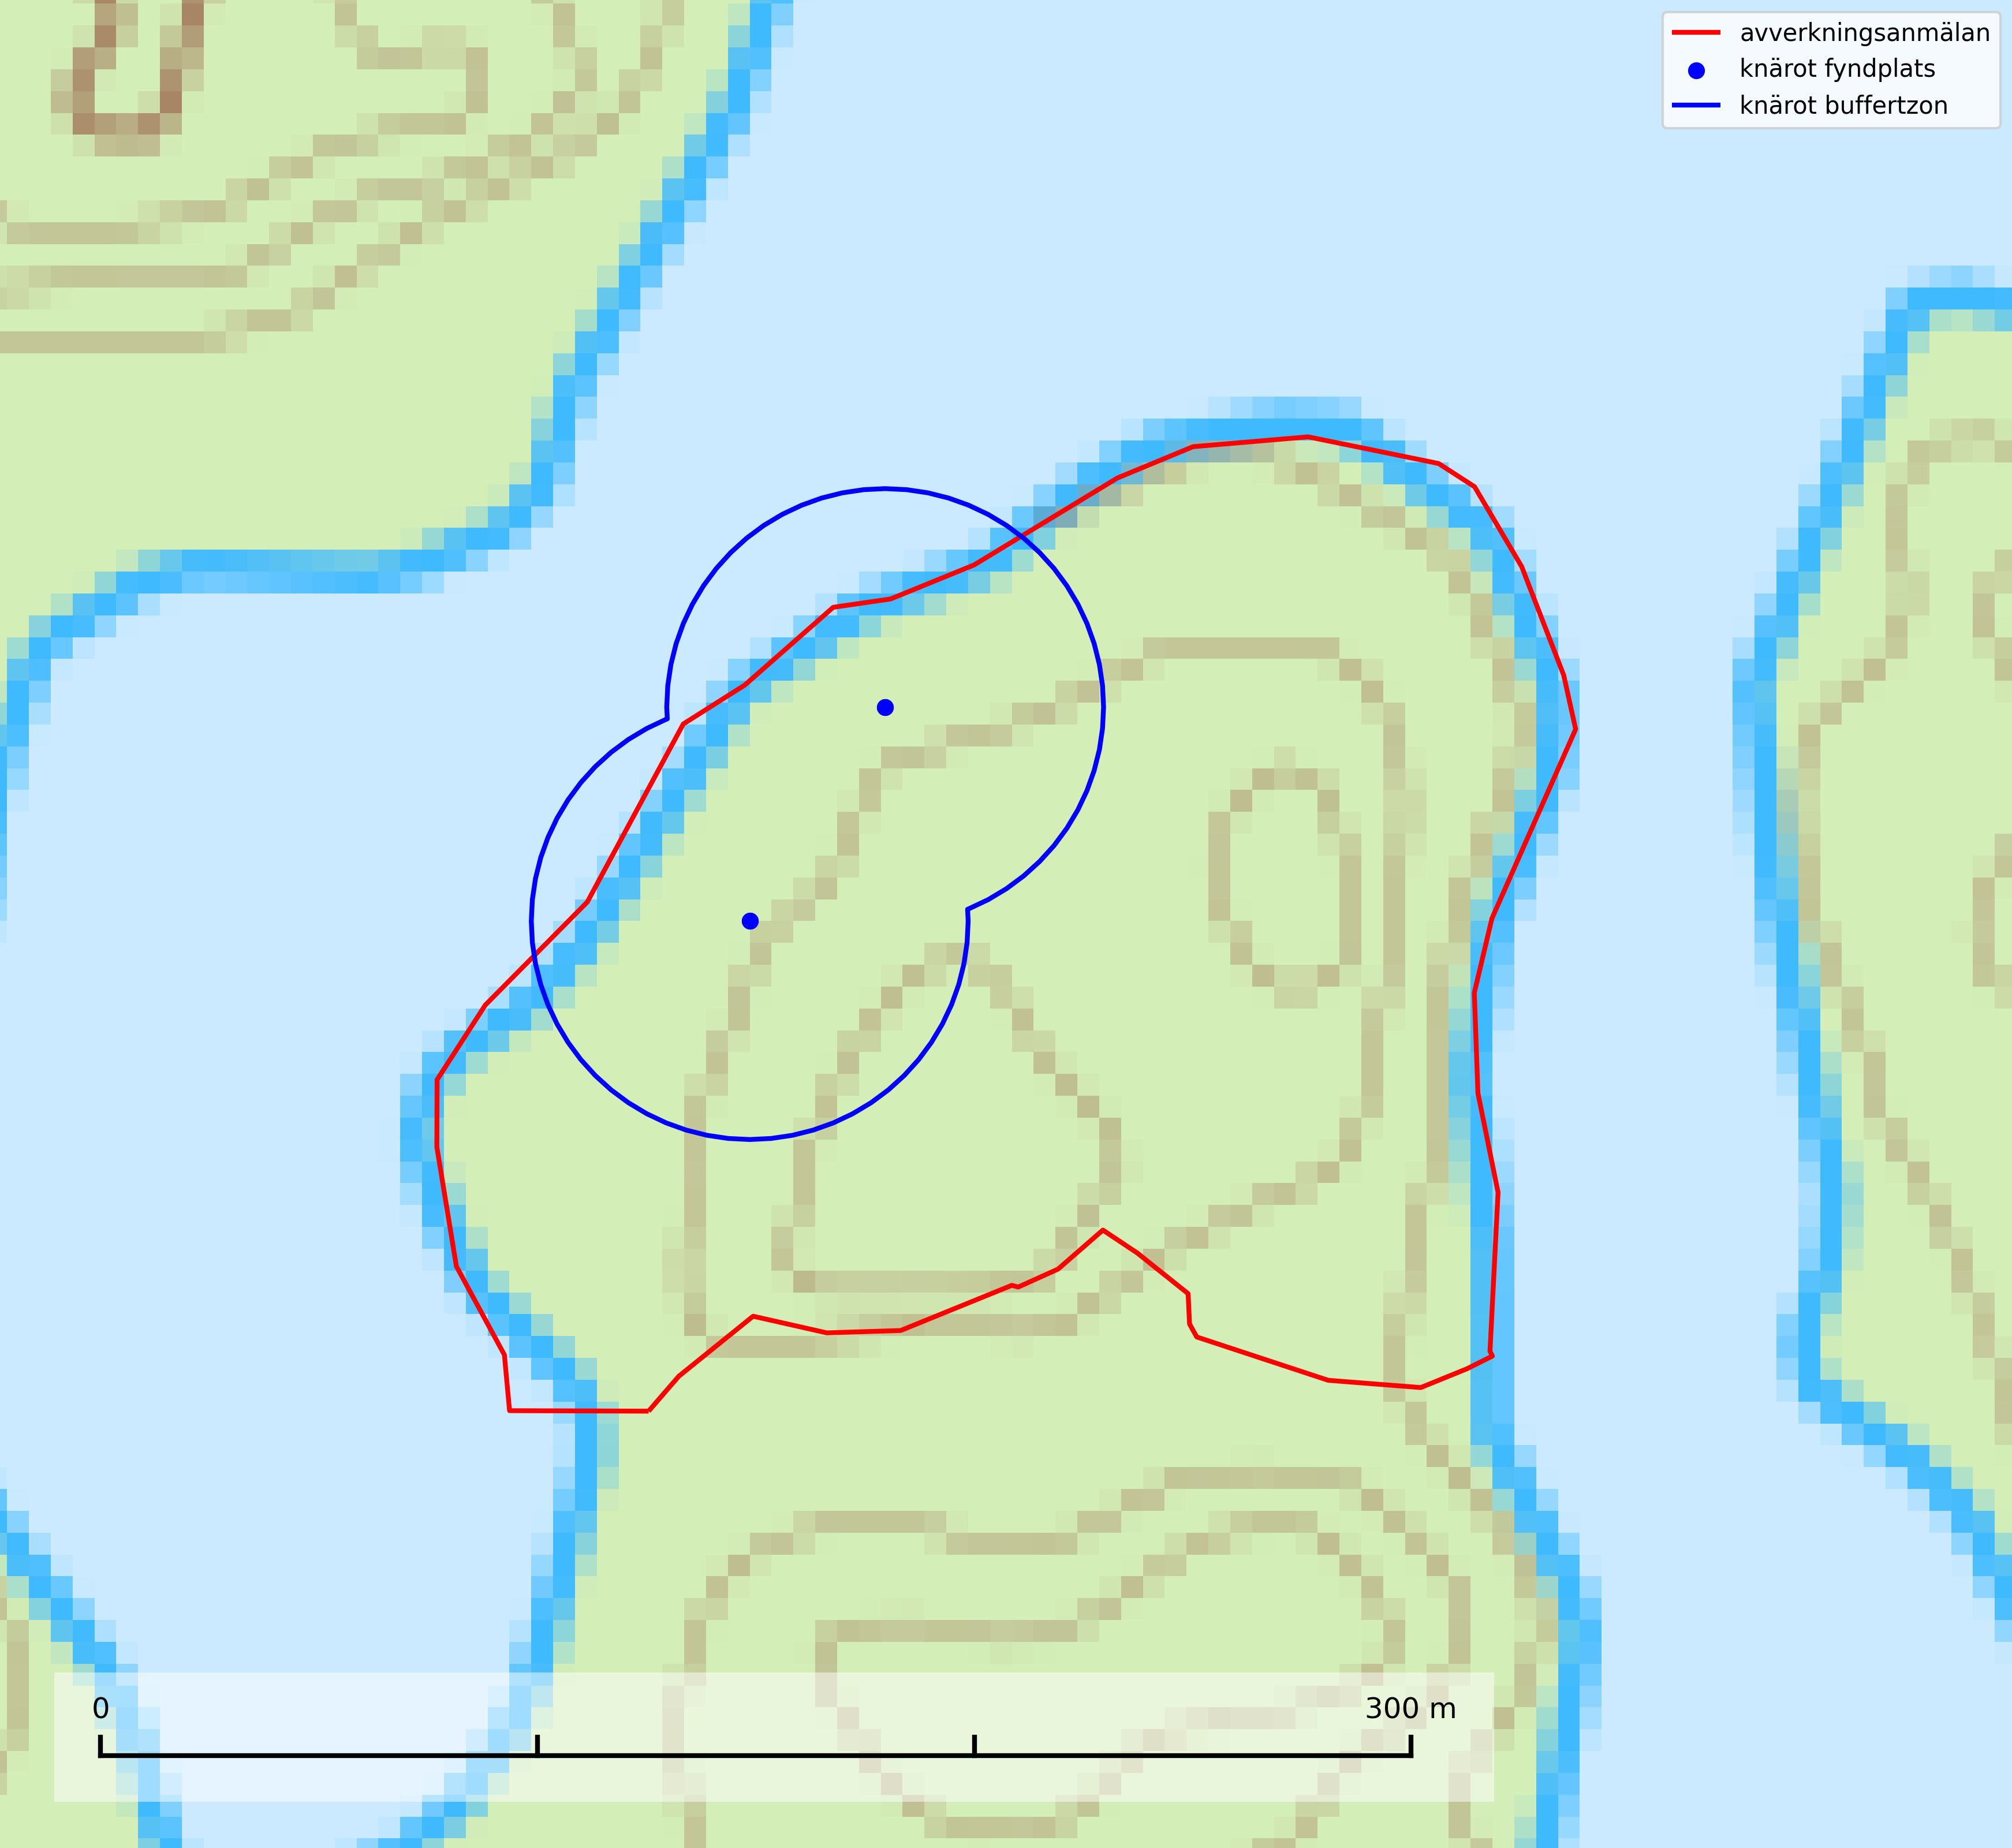 avverkningsanmälan
knärot fyndplats
knärot buffertzon
0
300 m